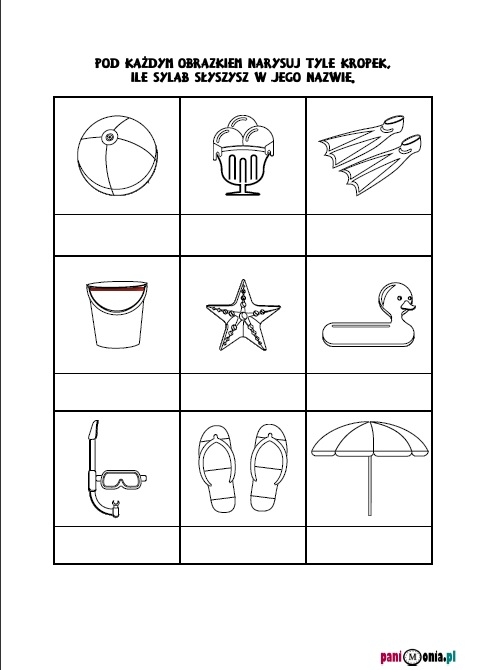 POD KAŻDYM OBRAZKIEM NARYSUJ TYLE KROPEK,
ILE SYLAB SŁYSZYSZ W JEGO NAZWIE.
paniMonia.pl